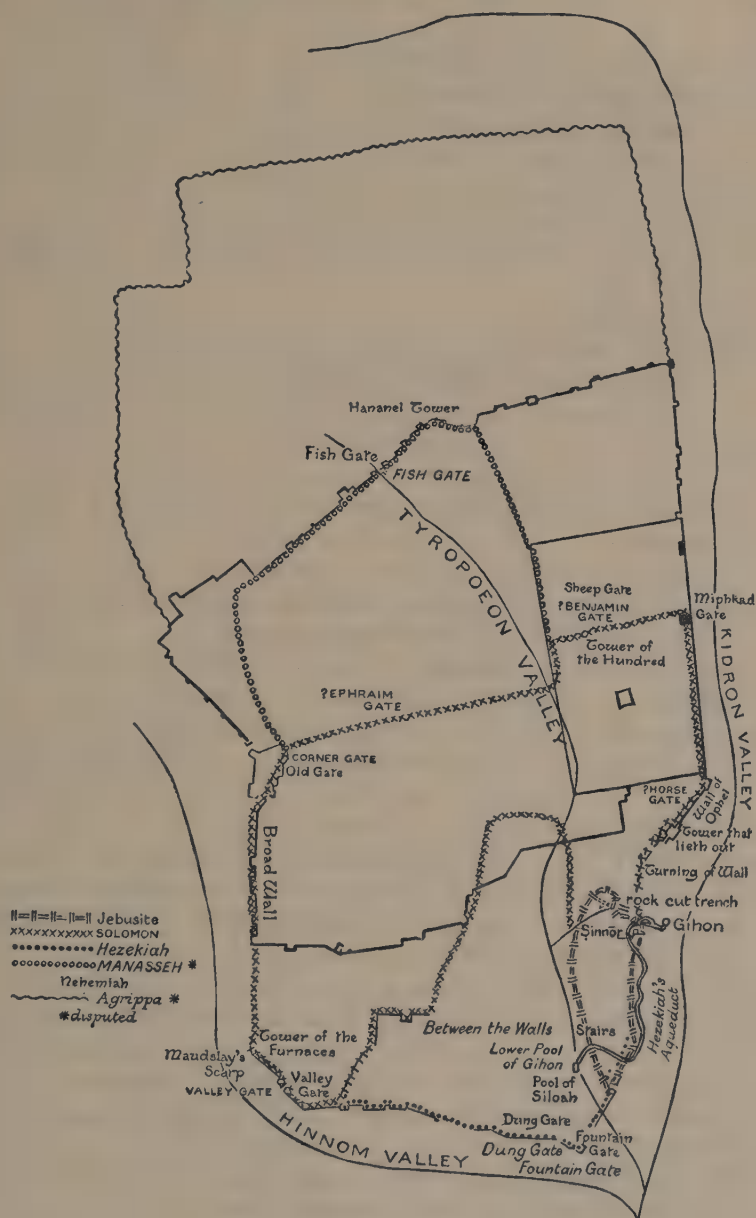 Hananel Tower
Fish Gate
FISH GATE
TYROPOEON VALLEY
Sheep Gate
?BENJAMIN
GATE
Miphkad
Gate
Tower of
the Hundred
KIDRON VALLEY
?EPHRAIM
GATE
CORNER GATE
Old Gate
?HORSE
GATE
Wall of
Ophel
Tower that
lieth out
Broad Wall
Turning of Wall
rock cut trench
Gihon
Sinnōr
Jebusite
SOLOMON
Hezekiah
MANASSEH *
Nehemiah
Agrippa *
*disputed
Hezekiah's
Aqueduct
Stairs
Between the Walls
Lower Pool
of Gihon
Pool of
Siloah
Tower of the
Furnaces
Maudslay's
Scarp
VALLEY GATE
Valley
Gate
Dung Gate
Fountain
Gate
Dung Gate
Fountain Gate
HINNOM VALLEY